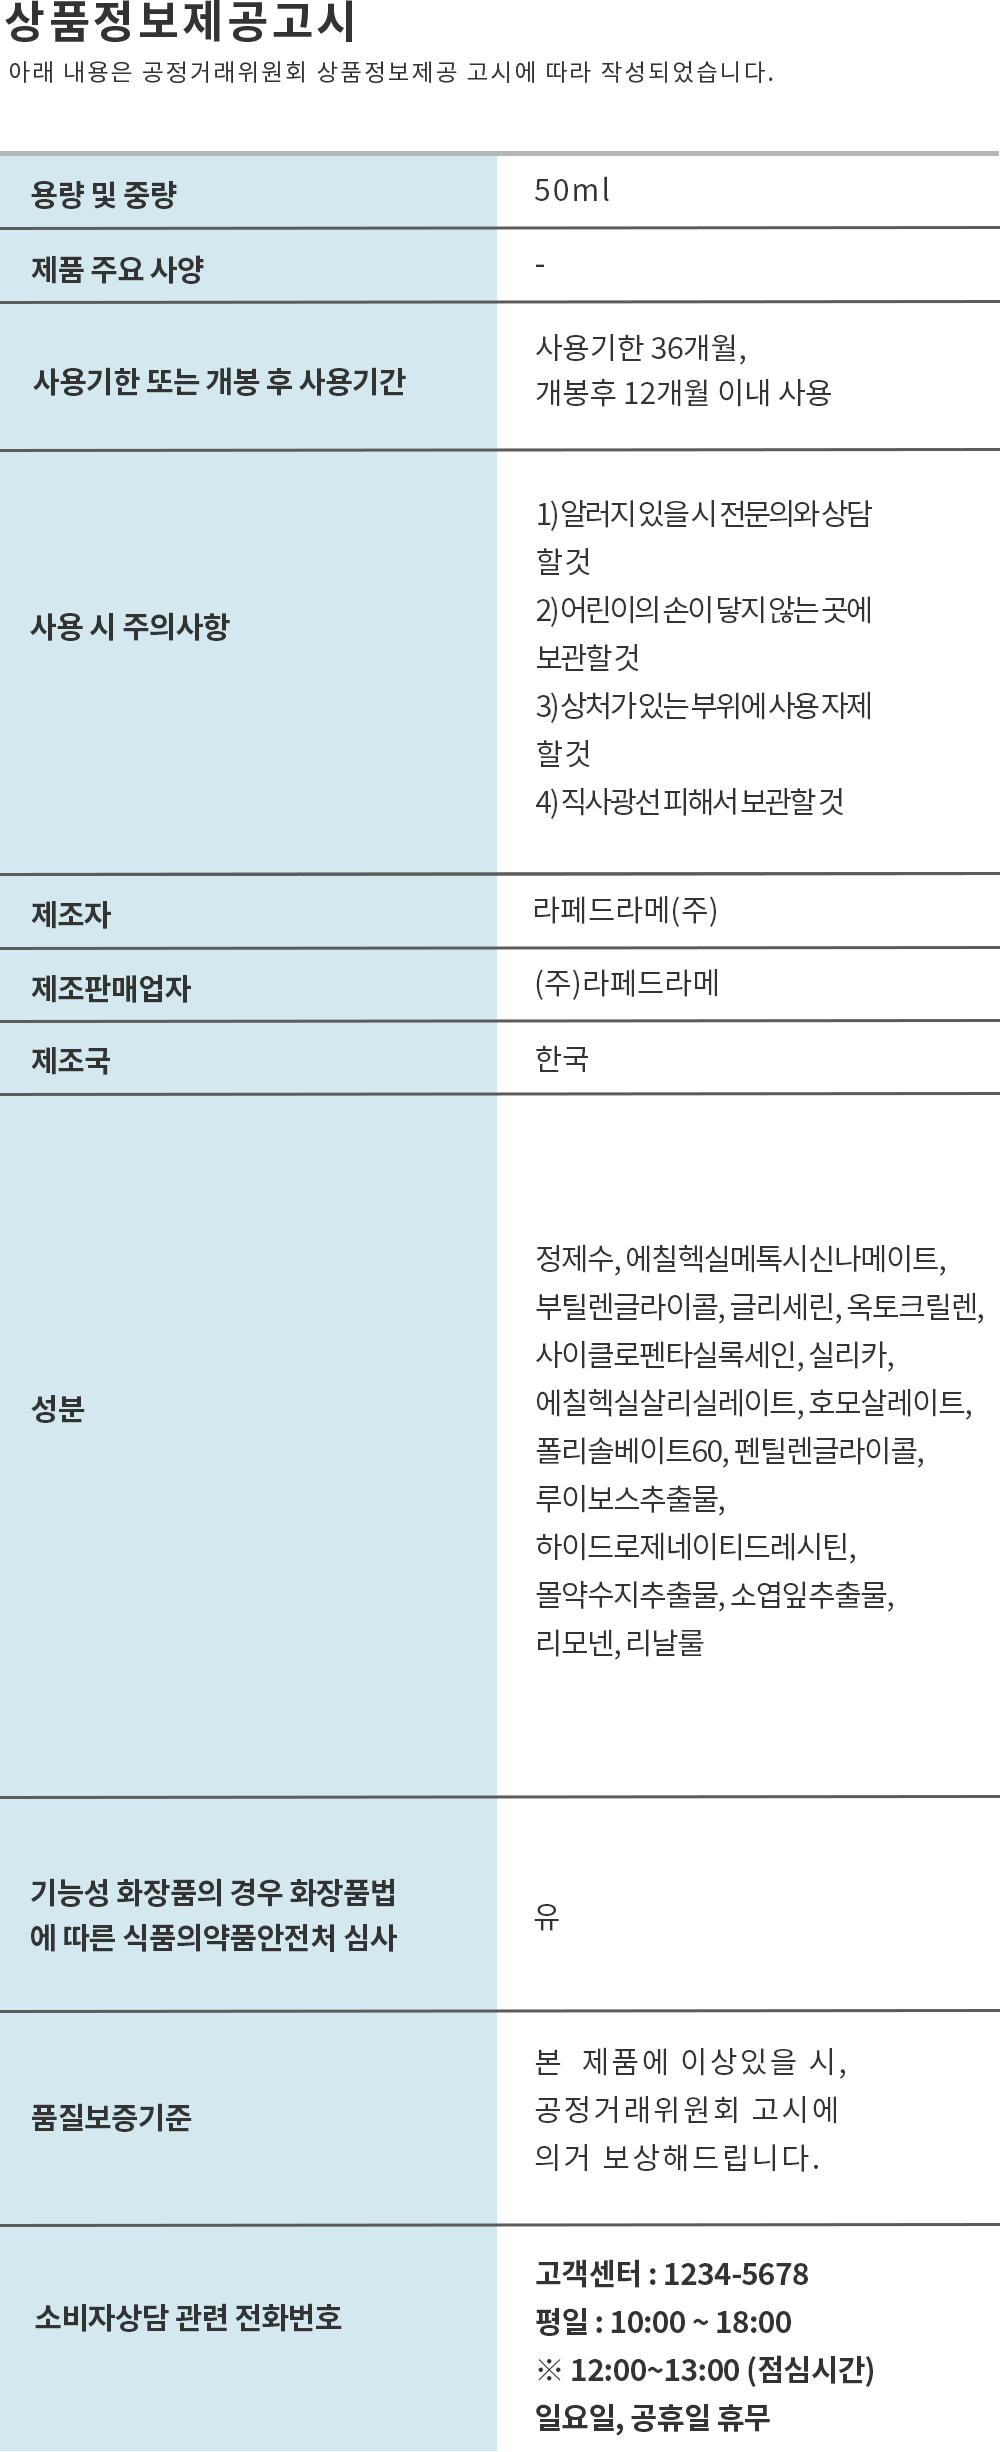 상품정보제공고시
아래 내용은 공정거래위원회 상품정보제공 고시에 따라 작성되었습니다.
용량 및 중량
50ml
제품 주요 사양
-
사용기한 또는 개봉 후 사용기간
사용기한 36개월,
개봉후 12개월 이내 사용
사용 시 주의사항
1)알러지 있을 시 전문의와 상담
할 것
2)어린이의 손이 닿지 않는 곳에
보관할 것
3)상처가 있는 부위에 사용 자제
할 것
4)직사광선 피해서 보관할 것
제조자
라페드라메(주)
제조판매업자
(주)라페드라메
제조국
한국
성분
정제수, 에칠헥실메톡시신나메이트,
부틸렌글라이콜, 글리세린, 옥토크릴렌,
사이클로펜타실록세인, 실리카,
에칠헥실살리실레이트, 호모살레이트,
폴리솔베이트60, 펜틸렌글라이콜,
루이보스추출물,
하이드로제네이티드레시틴,
몰약수지추출물, 소엽잎추출물,
리모넨, 리날룰
기능성 화장품의 경우 화장품법
에 따른 식품의약품안전처 심사
유
품질보증기준
본 제품에 이상있을 시,
공정거래위원회 고시에
의거 보상해드립니다.
소비자상담 관련 전화번호
고객센터 : 1234-5678
평일 : 10:00 ~ 18:00
※ 12:00~13:00 (점심시간)
일요일, 공휴일 휴무